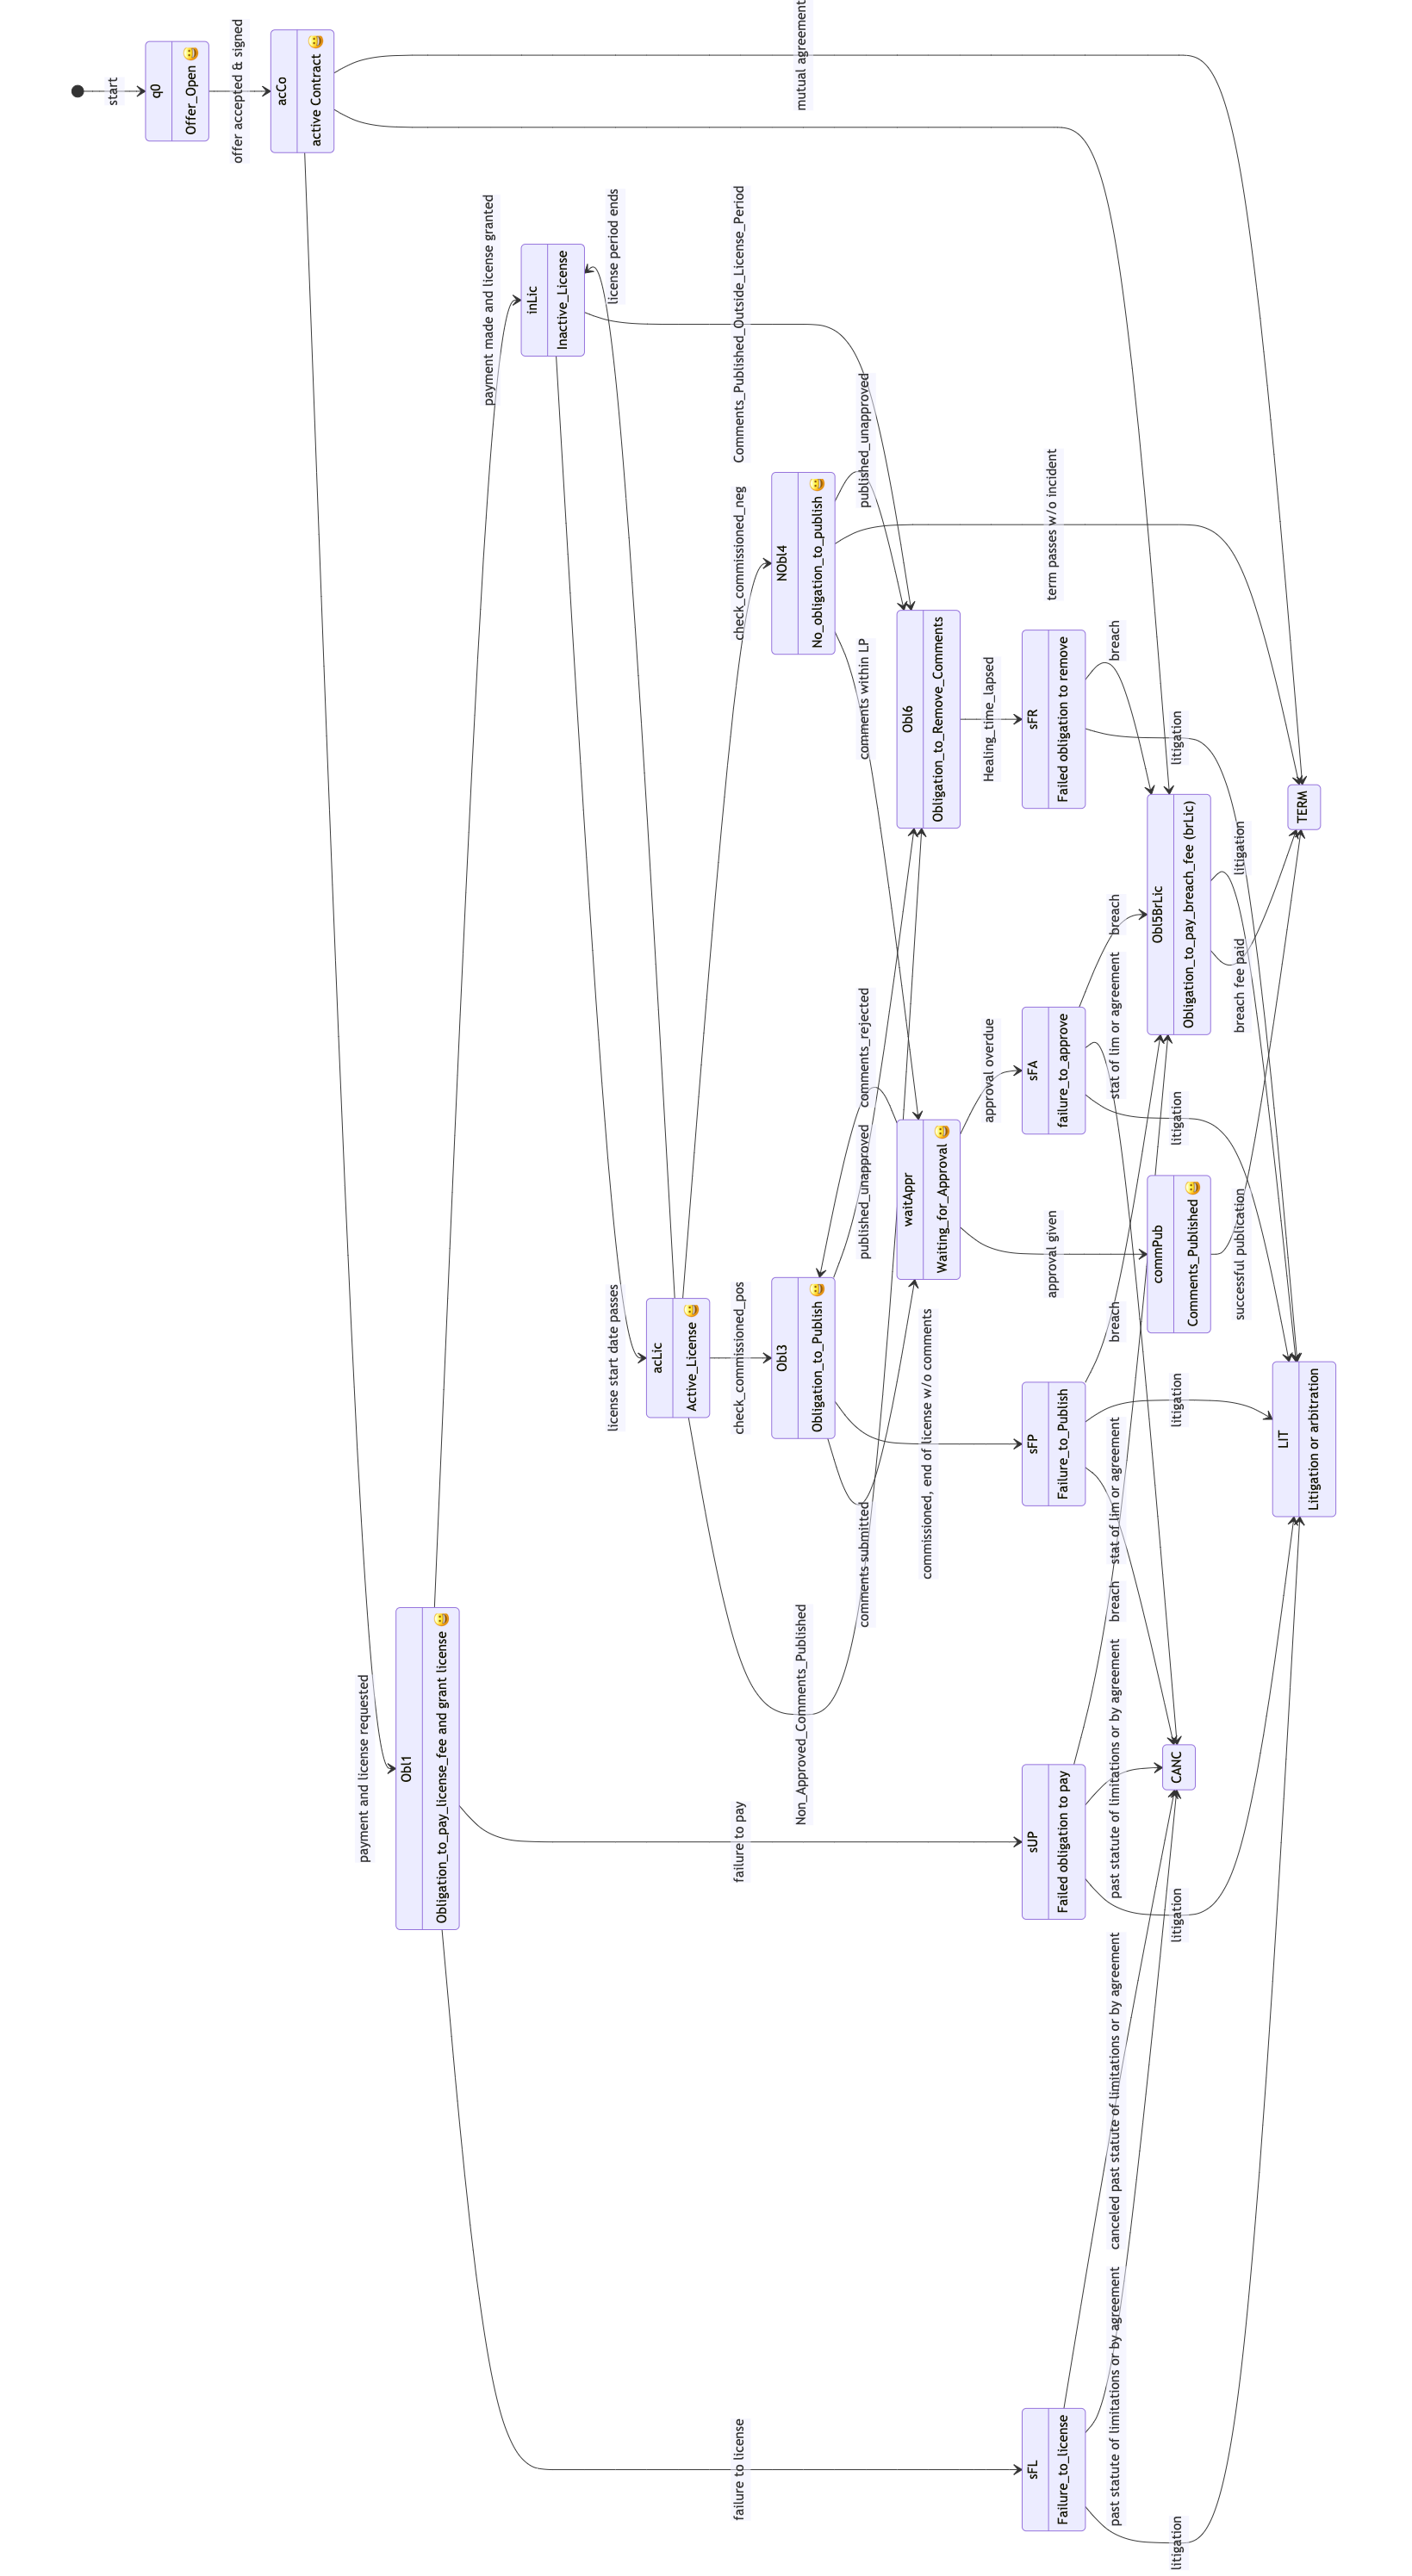 start
q0
Offer_Open 😀
offer accepted & signed
acCo
active Contract 😀
mutual agreement
payment and license requested
Obl1
Obligation_to_pay_license_fee and grant license 😀
payment made and license granted
inLic
Inactive_License
license period ends
license start date passes
acLic
Active_License 😀
Comments_Published_Outside_License_Period
check_commissioned_neg
check_commissioned_pos
failure to pay
failure to license
NObl4
No_obligation_to_publish 😀
Obl3
Obligation_to_Publish 😀
Non_Approved_Comments_Published
published_unapproved
comments within LP
comments_rejected
published_unapproved
comments submitted
Obl6
Obligation_to_Remove_Comments
waitAppr
Waiting_for_Approval 😀
commissioned, end of license w/o comments
Healing_time_lapsed
approval overdue
sFR
Failed obligation to remove
sFA
failure_to_approve
sFP
Failure_to_Publish
sUP
Failed obligation to pay
sFL
Failure_to_license
term passes w/o incident
approval given
breach
breach
stat of lim or agreement
breach
stat of lim or agreement
breach
past statute of limitations or by agreement
canceled past statute of limitations or by agreement
past statute of limitations or by agreement
Obl5BrLic
Obligation_to_pay_breach_fee (brLic)
commPub
Comments_Published 😀
CANC
litigation
litigation
litigation
litigation
litigation
litigation
breach fee paid
successful publication
TERM
LIT
Litigation or arbitration